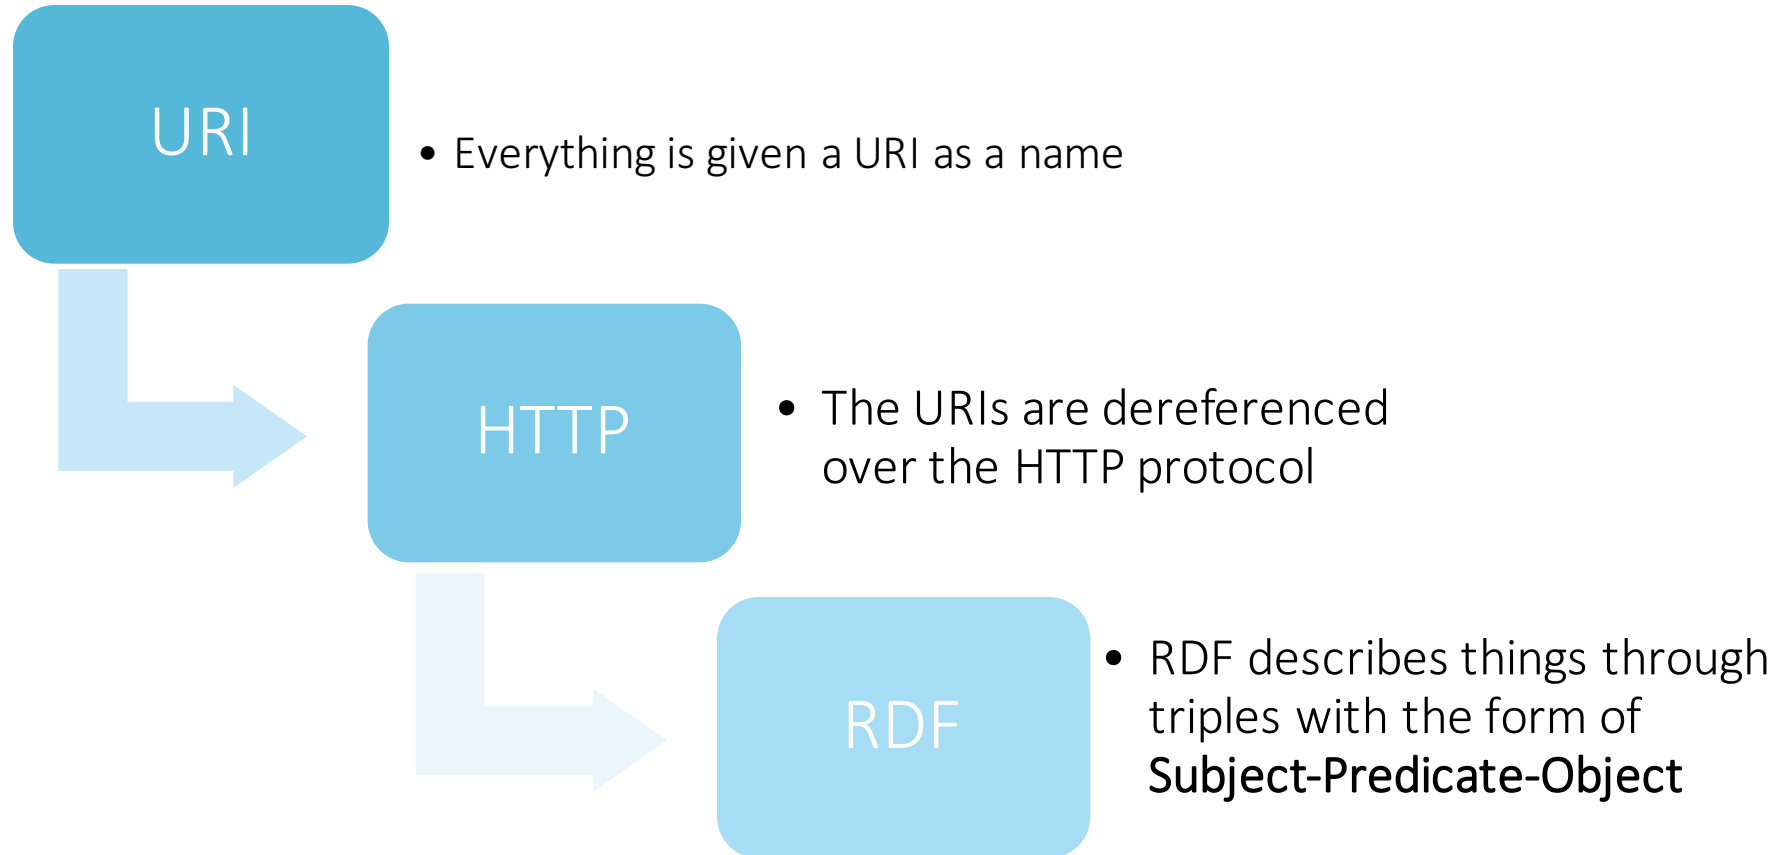 URI
• Everything is given a URI as a name
HTTP
• The URIs are dereferenced
over the HTTP protocol
RDF
• RDF describes things through
triples with the form of
Subject-Predicate-Object